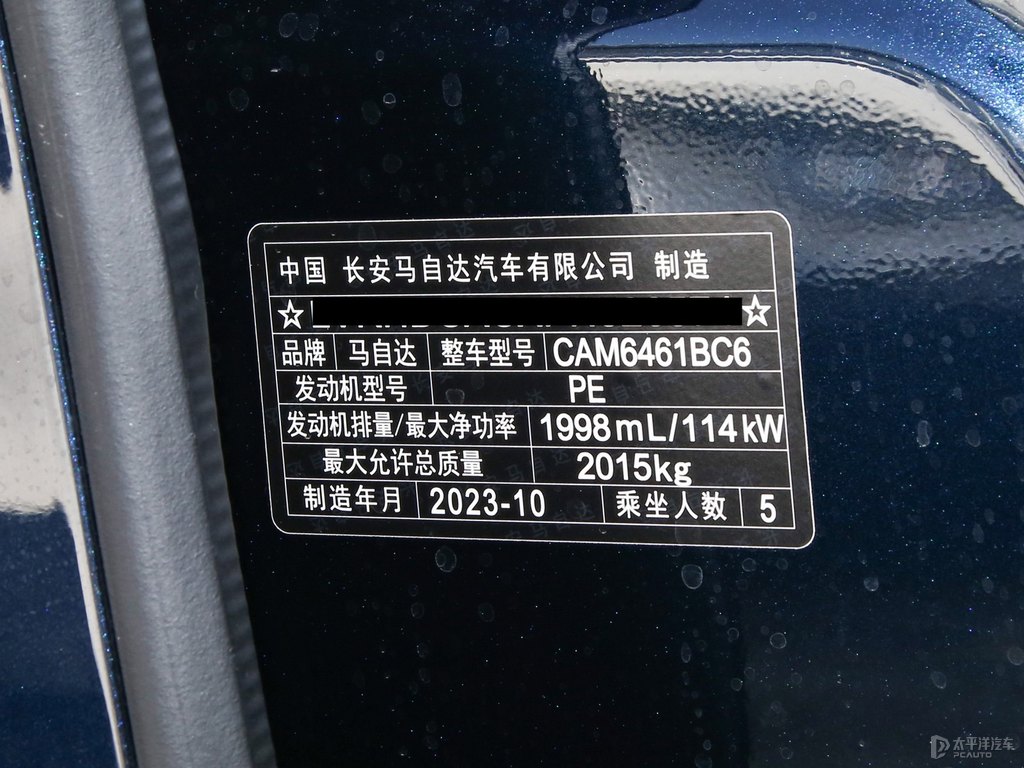 中国 长安马自达汽车有限公司 制造
☆ ☆
品牌 马自达 整车型号 CAM6461BC6
发动机型号 PE
发动机排量/最大净功率 1998mL/114kW
最大允许总质量 2015kg
制造年月 2023-10 乘坐人数 5
太平洋汽车
PCAUTO